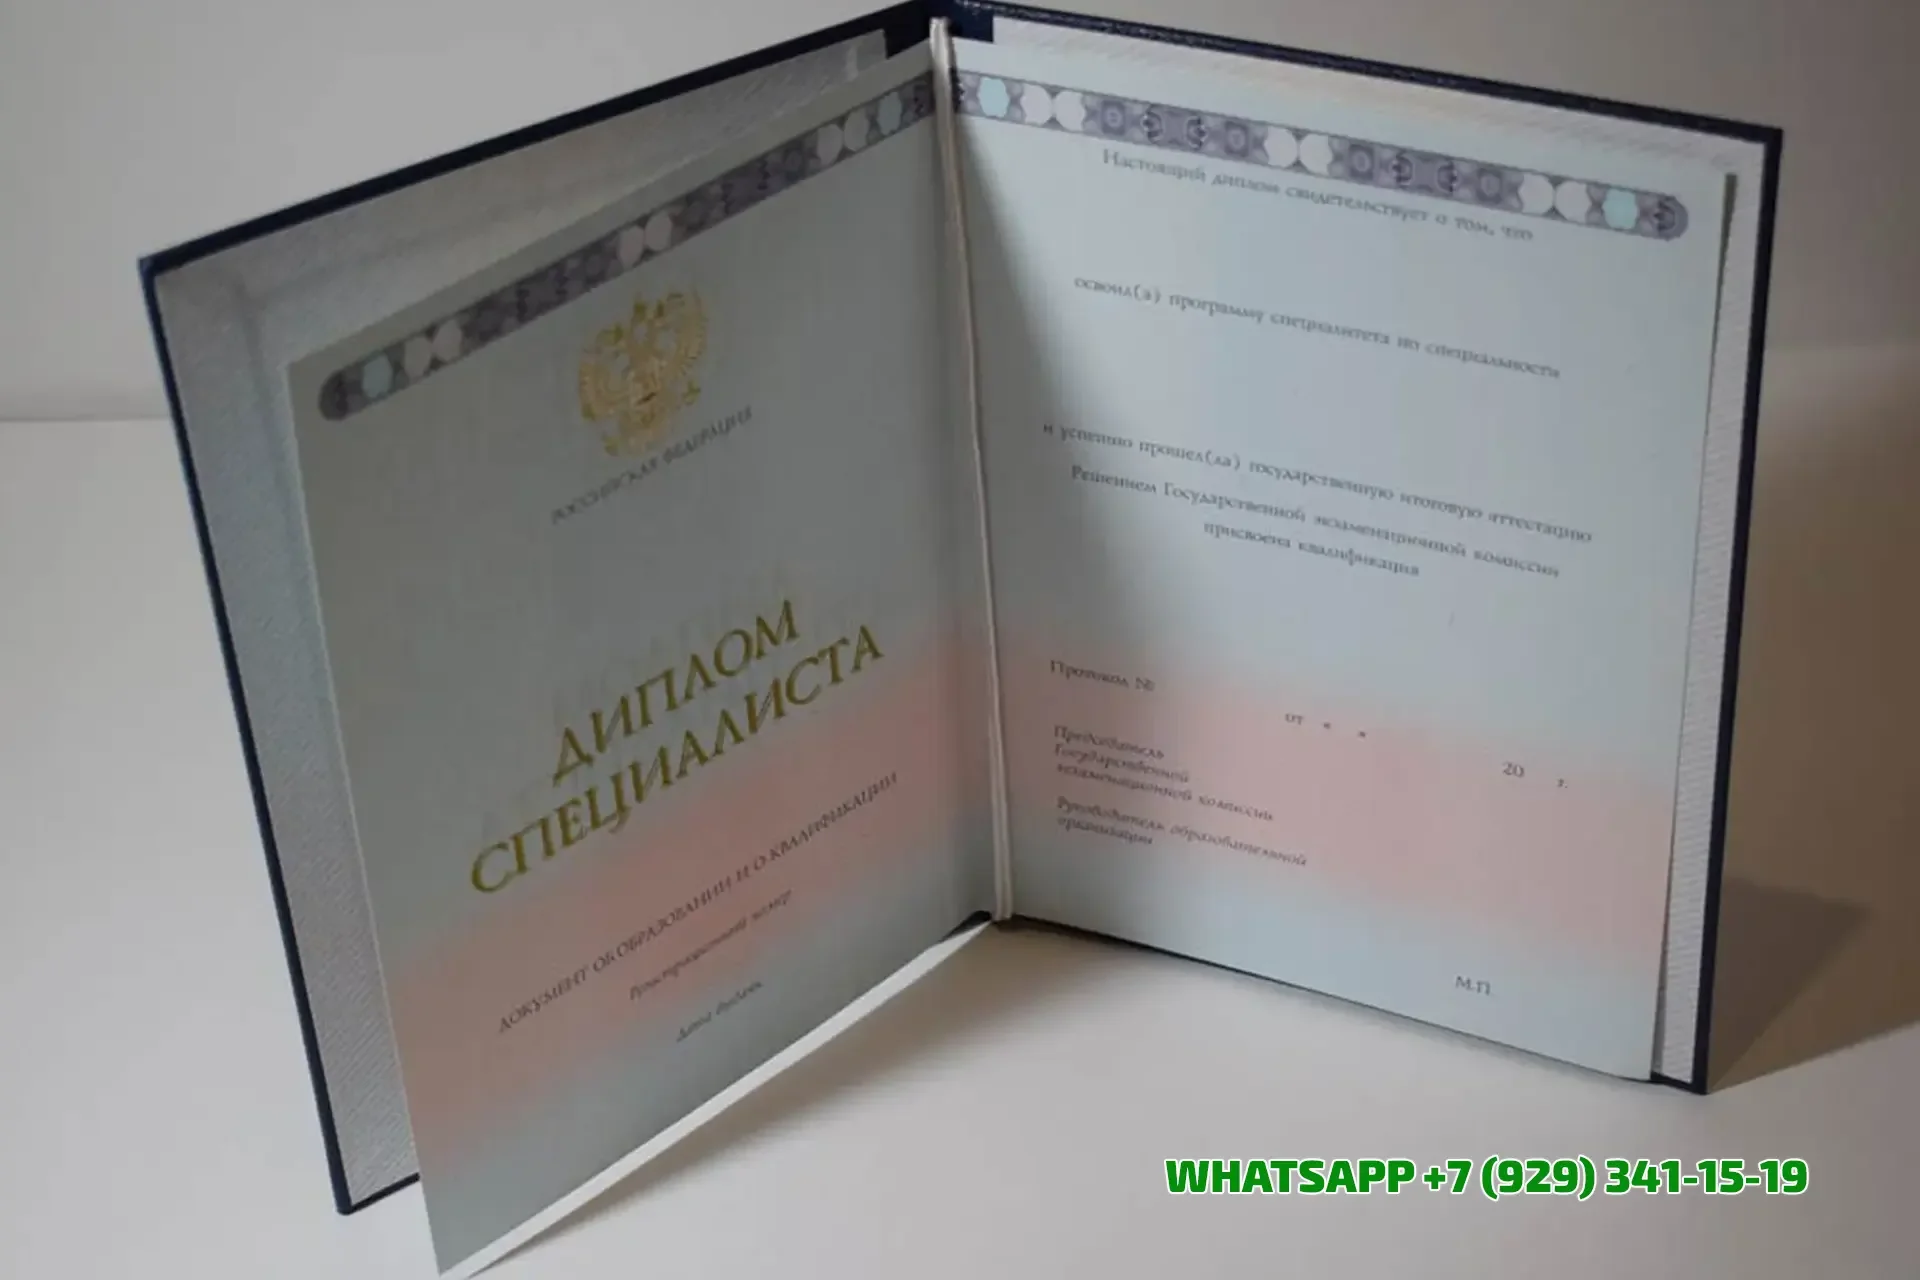 РОССИЙСКАЯ ФЕДЕРАЦИЯ
ДИПЛОМ
СПЕЦИАЛИСТА
ДОКУМЕНТ ОБ ОБРАЗОВАНИИ И О КВАЛИФИКАЦИИ
Регистрационный номер
Дата выдачи
Настоящий диплом свидетельствует о том, что
освоил(а) программу специалитета по специальности
и успешно прошел(ла) государственную итоговую аттестацию
Решением Государственной экзаменационной комиссии
присвоена квалификация
Протокол №
от « »
20 г.
Председатель
Государственной
экзаменационной комиссии
Руководитель образовательной
организации
М.П.
WHATSAPP +7 (929) 341-15-19